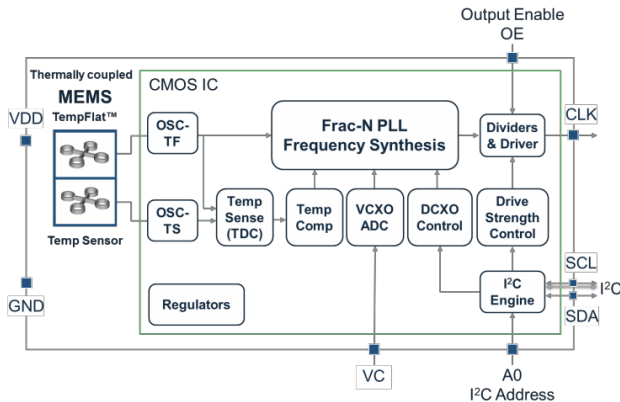 Output Enable
OE
Thermally coupled
MEMS
TempFlat™
CMOS IC
VDD
CLK
OSC-
TF
Frac-N PLL
Frequency Synthesis
Dividers
& Driver
OSC-
TS
Temp
Sense
(TDC)
Temp
Comp
VCXO
ADC
DCXO
Control
Drive
Strength
Control
Temp Sensor
SCL
I²C
SDA
GND
Regulators
I²C
Engine
VC
A0
I²C Address